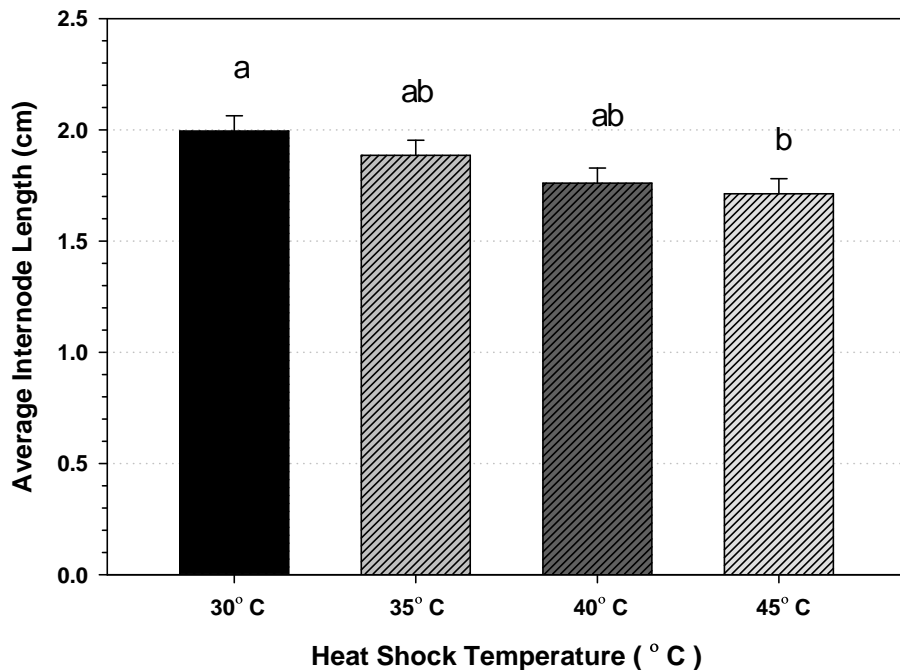 2.5
a
ab
ab
2.0
b
1.5
1.0
0.5
0.0
Average Internode Length (cm)
30° C
35° C
40° C
45° C
Heat Shock Temperature ( ° C )